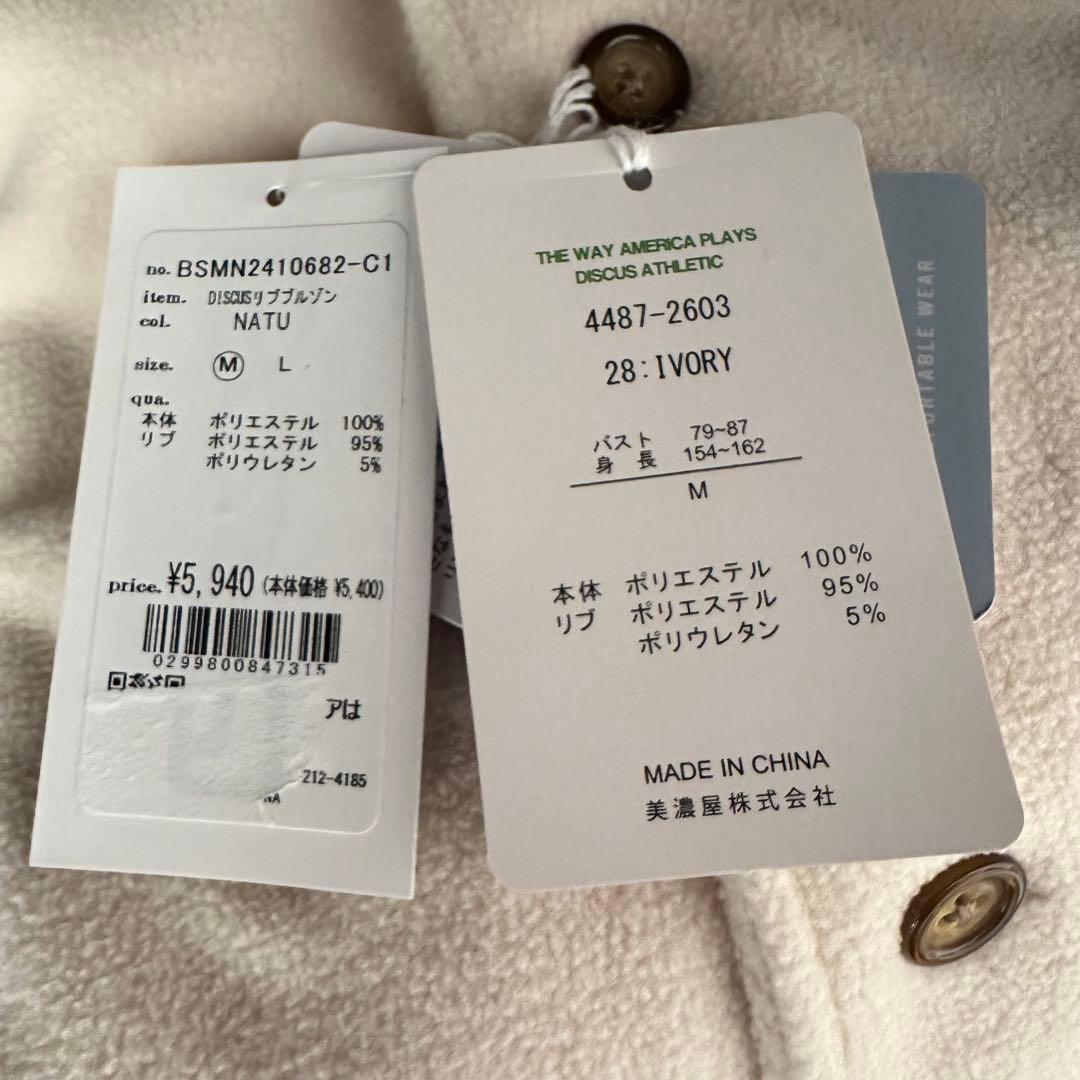 no. BSMN2410682-C1
item. DISCUSリブブルゾン
col. NATU
size. M L
qua.
本体 ポリエステル 100%
リブ ポリエステル 95%
ポリウレタン 5%
price. ¥5,940 (本体価格 ¥5,400)
0299800847315
アは
212-4185
NA
THE WAY AMERICA PLAYS
DISCUS ATHLETIC
4487-2603
28:IVORY
バスト 79~87
身長 154~162
M
本体 ポリエステル 100%
リブ ポリエステル 95%
ポリウレタン 5%
MADE IN CHINA
美濃屋株式会社
WEAR